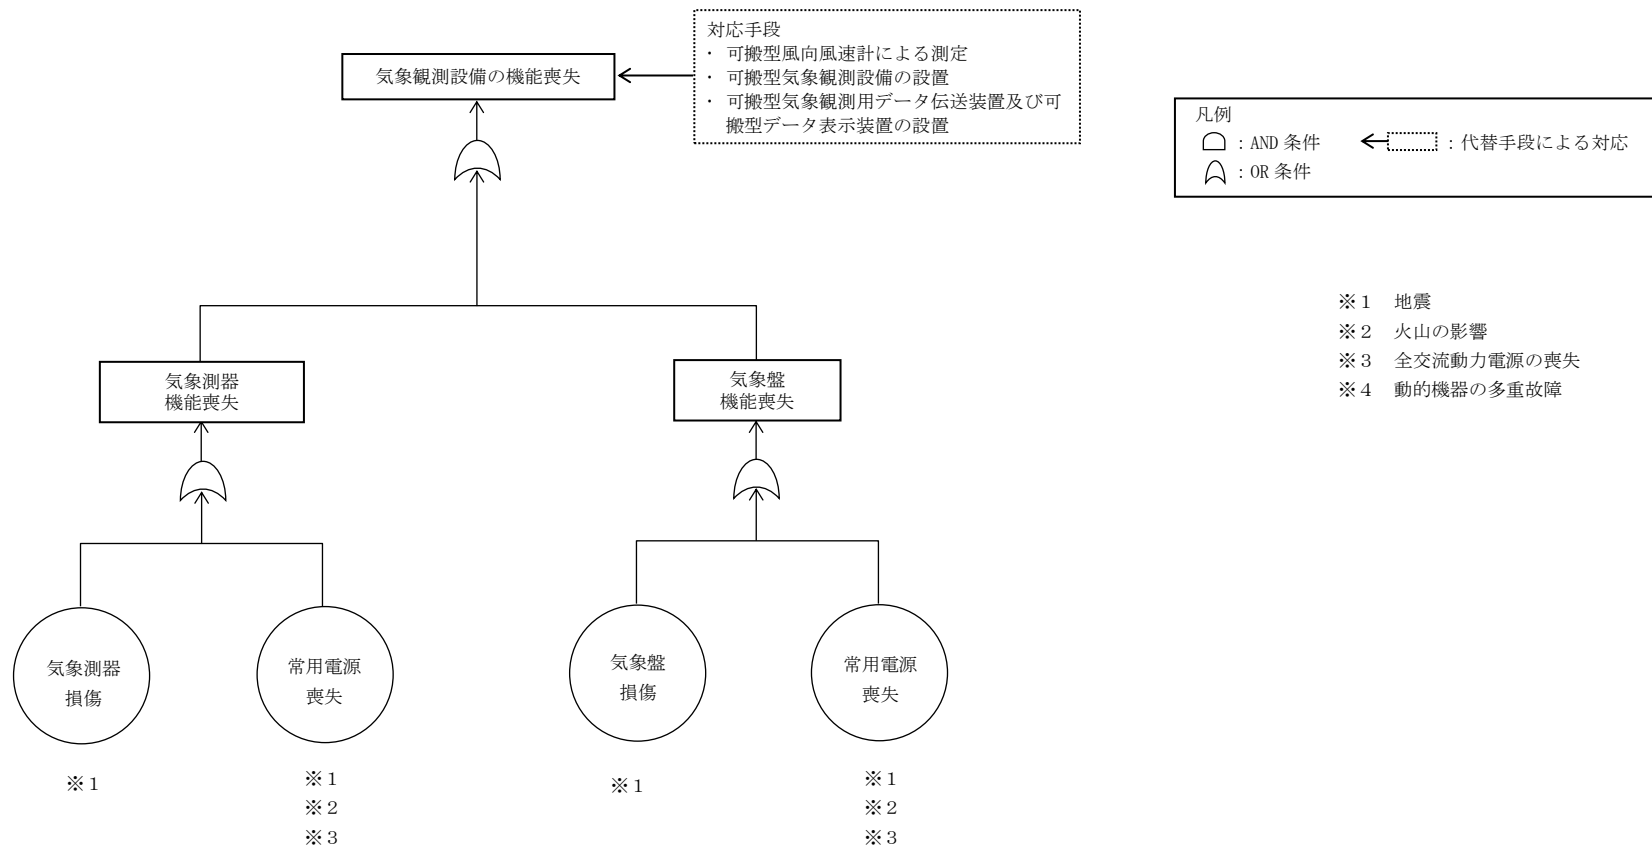 対応手段
・ 可搬型風向風速計による測定
・ 可搬型気象観測設備の設置
・ 可搬型気象観測用データ伝送装置及び可
搬型データ表示装置の設置
気象観測設備の機能喪失
凡例
：AND 条件
：代替手段による対応
：OR 条件
※１ 地震
※２ 火山の影響
※３ 全交流動力電源の喪失
※４ 動的機器の多重故障
気象測器
機能喪失
気象盤
機能喪失
気象測器
損傷
常用電源
喪失
気象盤
損傷
常用電源
喪失
※１
※１
※２
※３
※１
※１
※２
※３